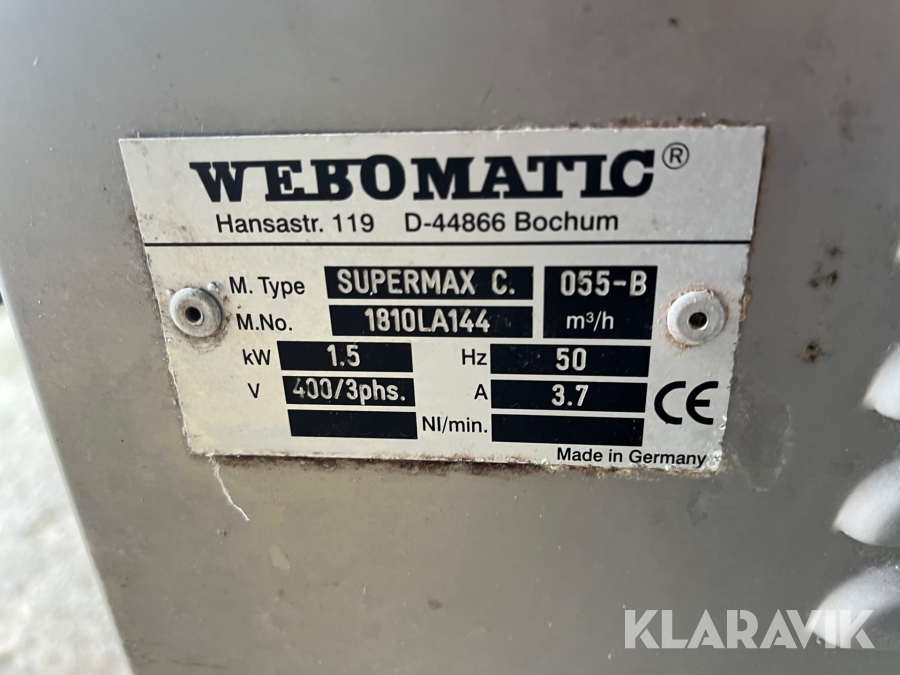 WEBOMATIC®
Hansastr. 119 D-44866 Bochum
M. Type SUPERMAX C. 055-B
M.No. 1810LA144 m³/h
kW 1.5 Hz 50
V 400/3phs. A 3.7
Nl/min.
CE
Made in Germany
KLARAVIK